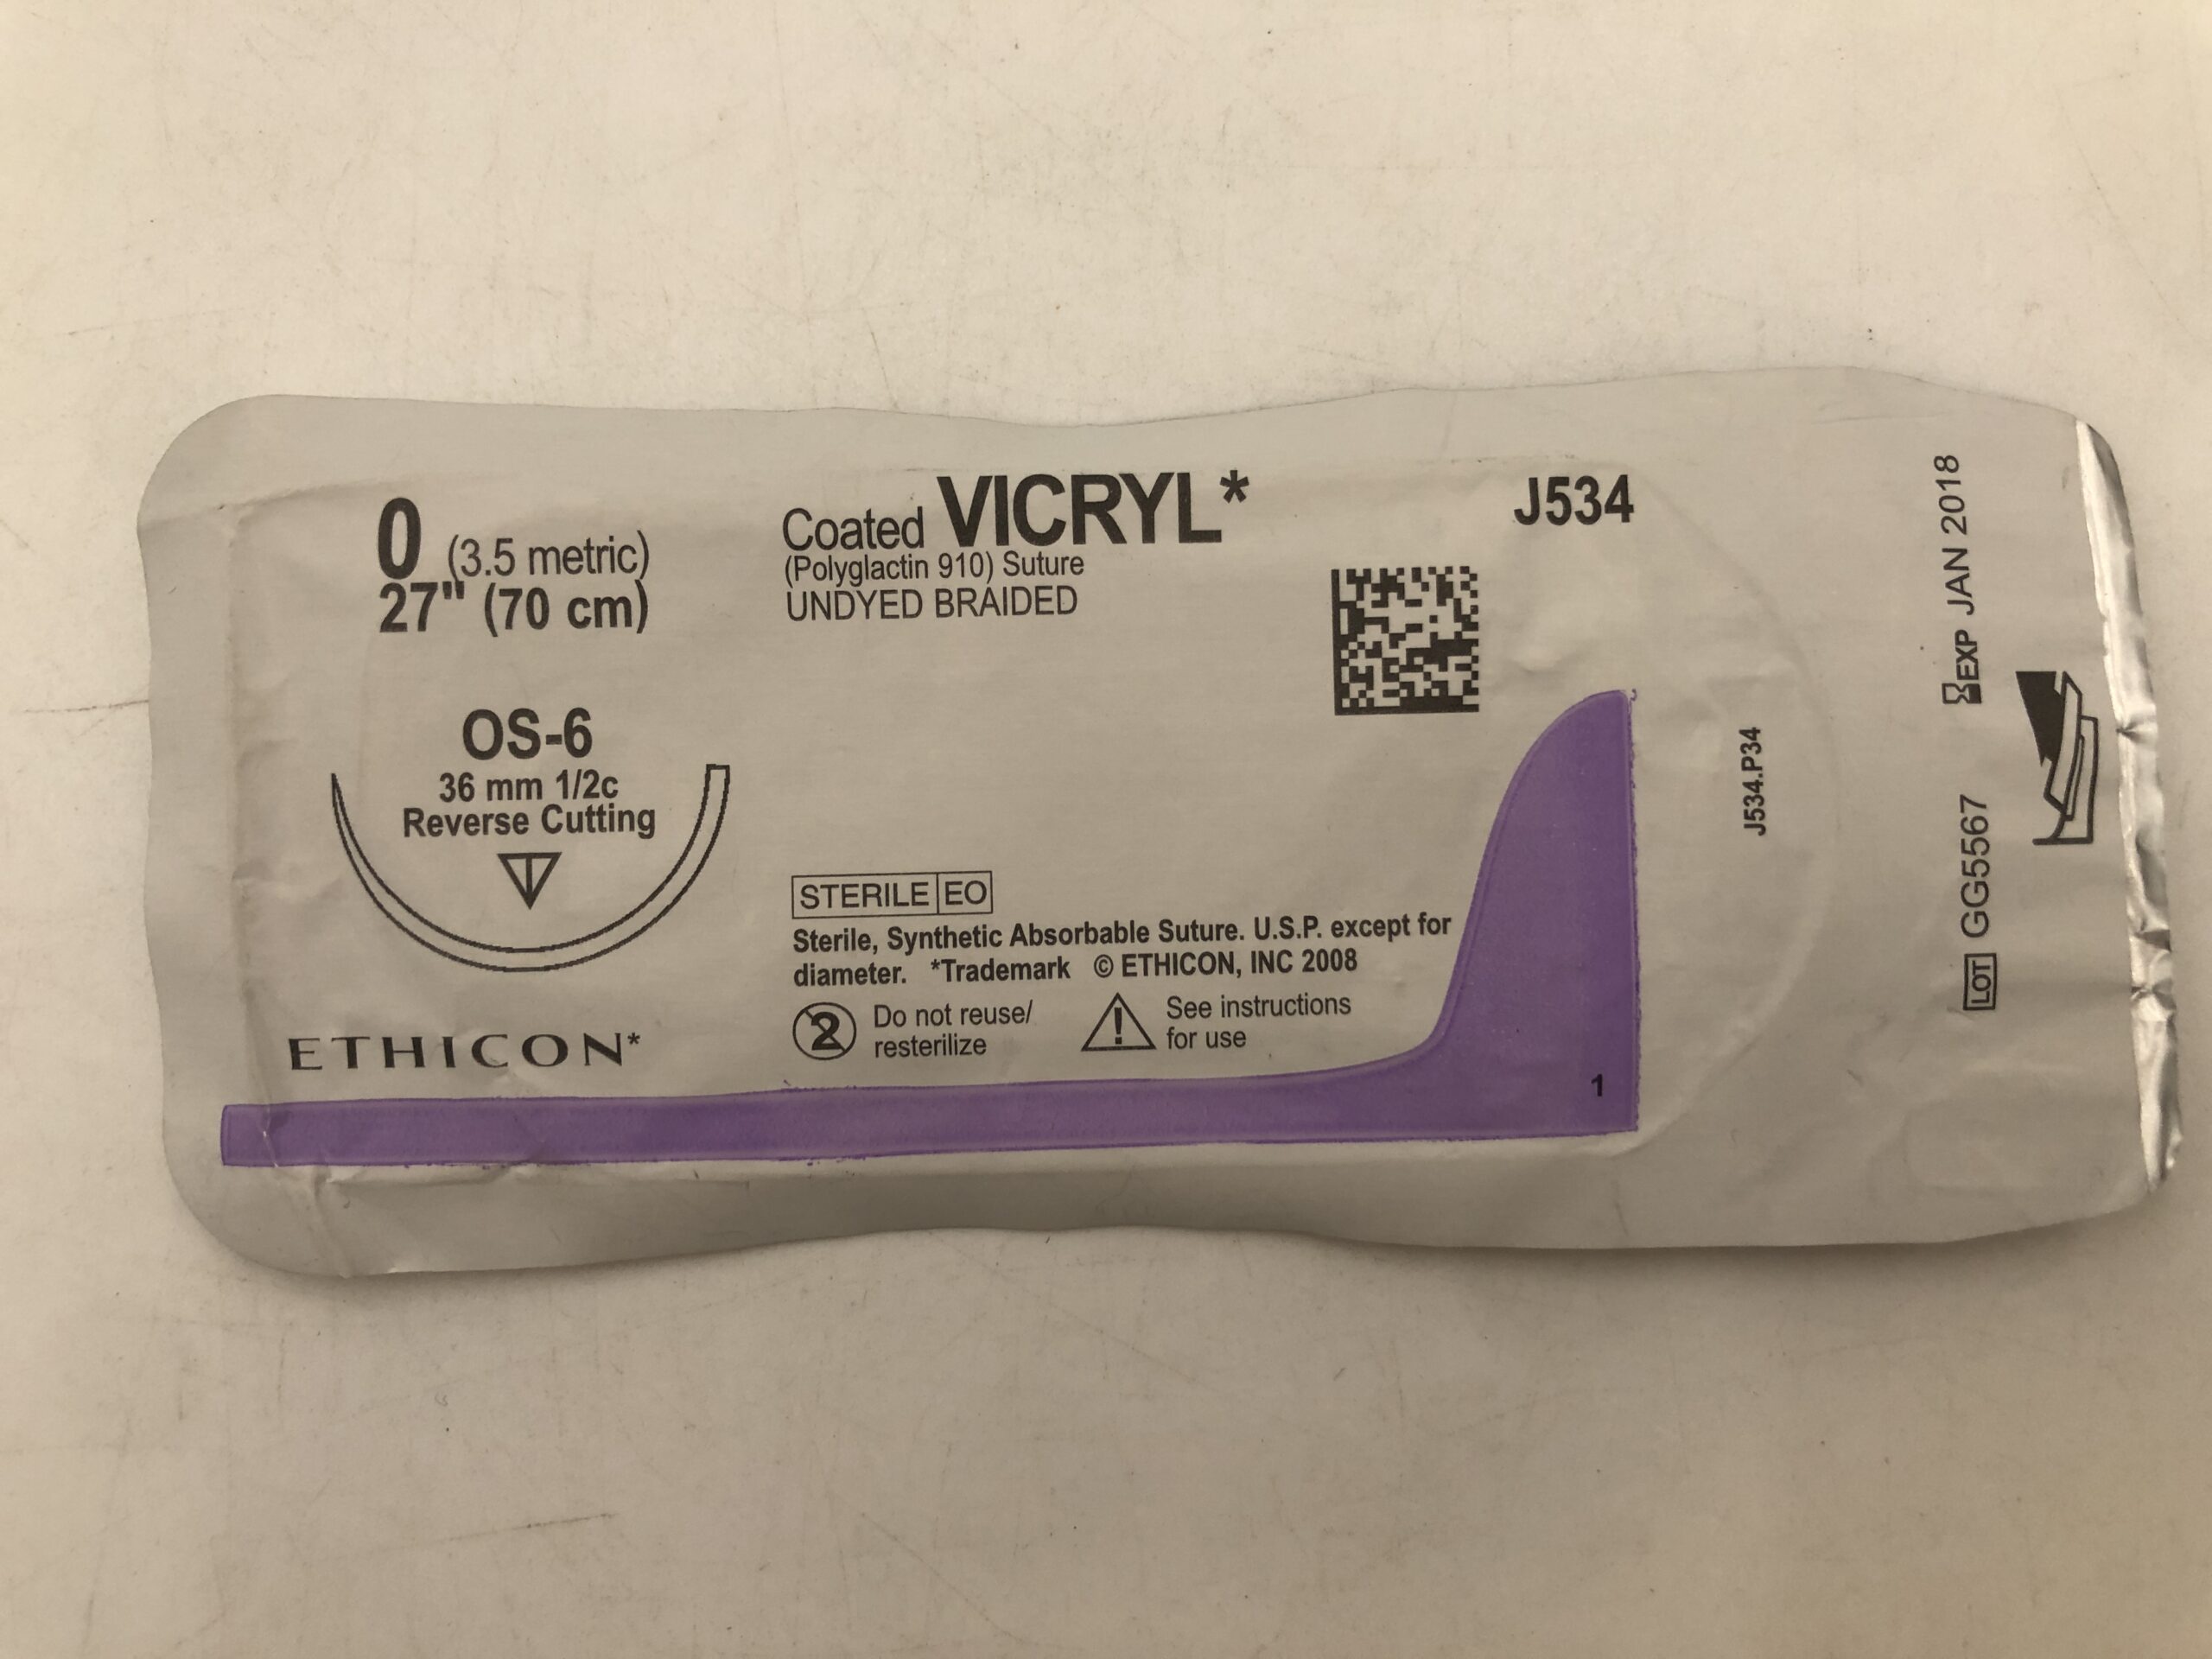 0 (3.5 metric)
27" (70 cm)
OS-6
36 mm 1/2c
Reverse Cutting
ETHICON*
Coated VICRYL*
(Polyglactin 910) Suture
UNDYED BRAIDED
STERILE EO
Sterile, Synthetic Absorbable Suture. U.S.P. except for
diameter. *Trademark © ETHICON, INC 2008
2 Do not reuse/
resterilize
! See instructions
for use
J534
1
J534.P34
EXP JAN 2018
LOT GG5567